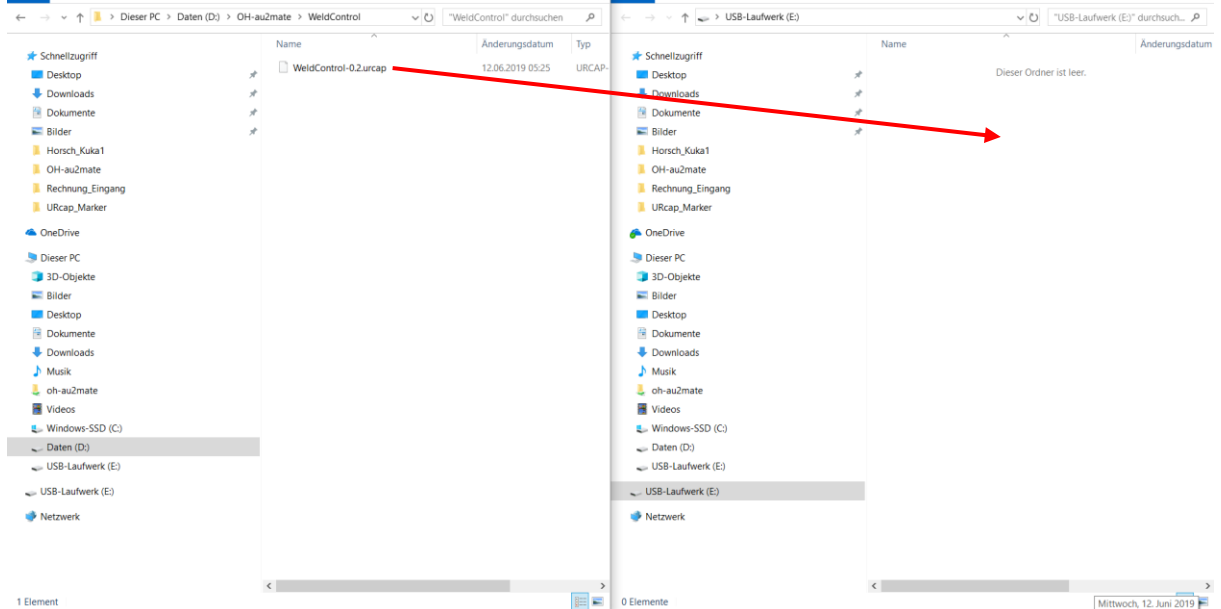 Dieser PC > Daten (D:) > OH-au2mate > WeldControl
"WeldControl" durchsuchen
Name Änderungsdatum Typ
WeldControl-0.2.urcap 12.06.2019 05:25 URCAP-
Schnellzugriff
Desktop
Downloads
Dokumente
Bilder
Horsch_Kuka1
OH-au2mate
Rechnung_Eingang
URcap_Marker
OneDrive
Dieser PC
3D-Objekte
Bilder
Desktop
Dokumente
Downloads
Musik
oh-au2mate
Videos
Windows-SSD (C:)
Daten (D:)
USB-Laufwerk (E:)
USB-Laufwerk (E:)
Netzwerk
1 Element
USB-Laufwerk (E:)
"USB-Laufwerk (E:)" durchsuch...
Name Änderungsdatum
Dieser Ordner ist leer.
Schnellzugriff
Desktop
Downloads
Dokumente
Bilder
Horsch_Kuka1
OH-au2mate
Rechnung_Eingang
URcap_Marker
OneDrive
Dieser PC
3D-Objekte
Bilder
Desktop
Dokumente
Downloads
Musik
oh-au2mate
Videos
Windows-SSD (C:)
Daten (D:)
USB-Laufwerk (E:)
USB-Laufwerk (E:)
Netzwerk
0 Elemente
Mittwoch, 12. Juni 2019